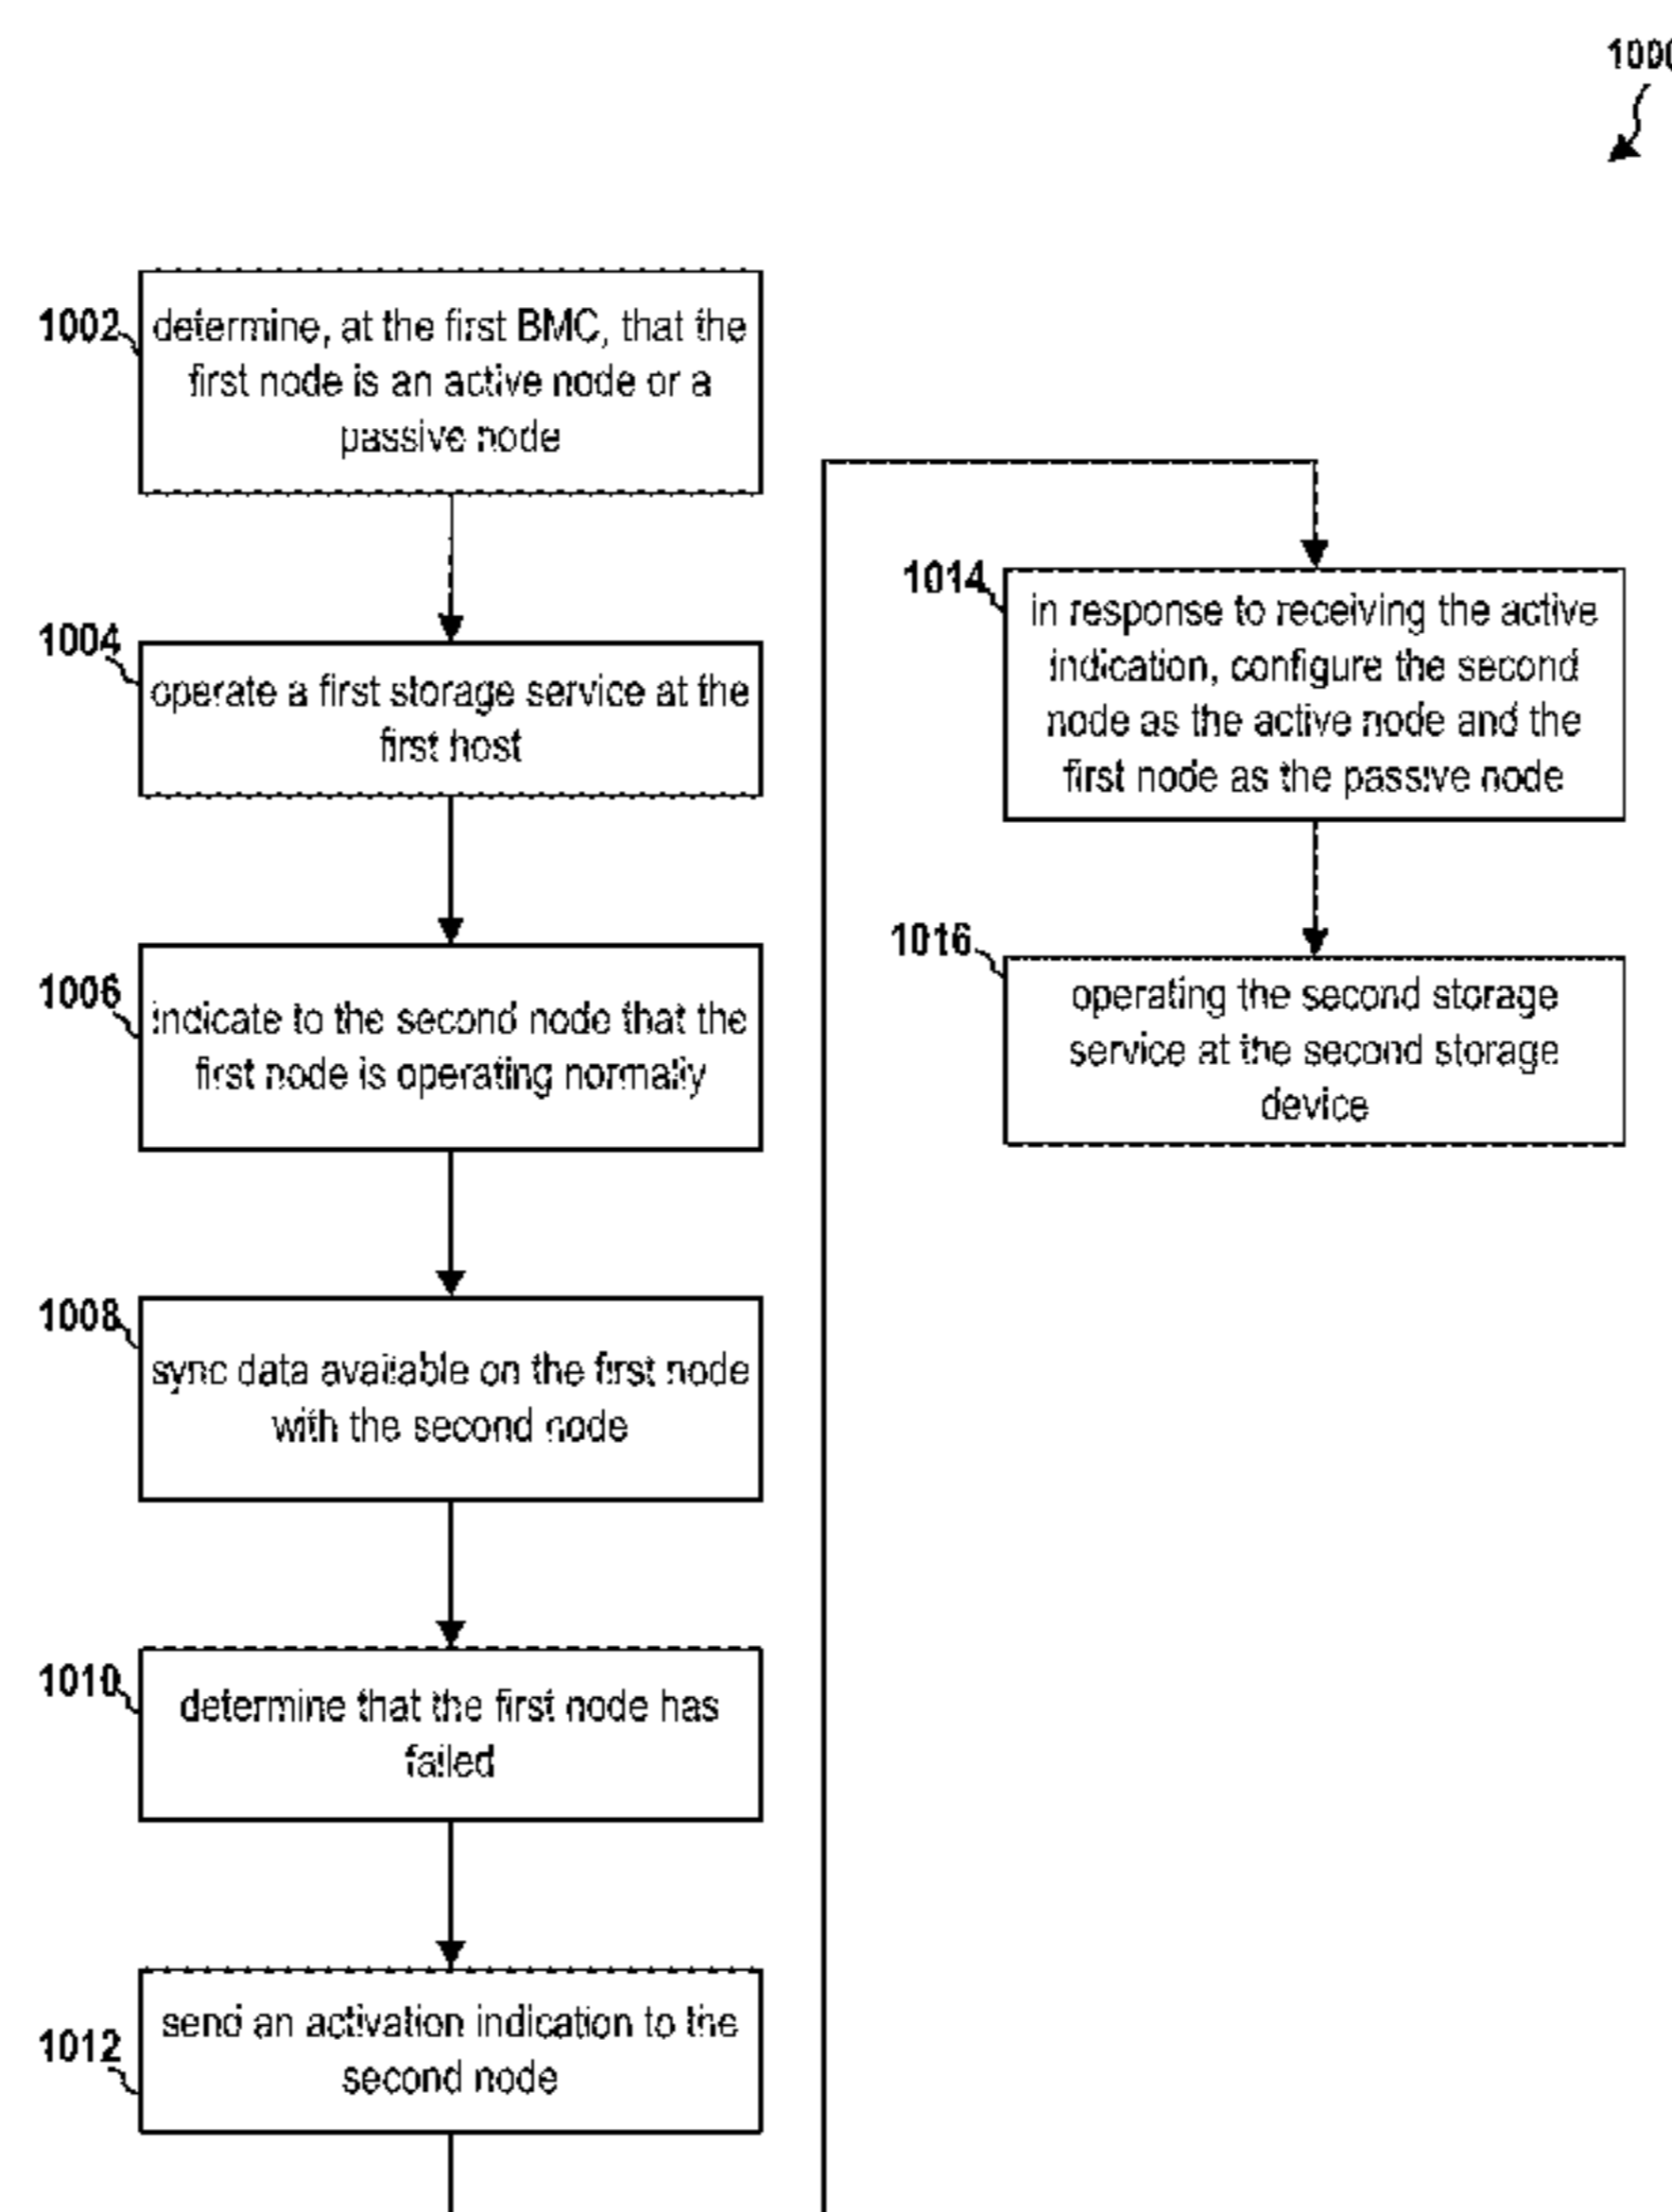 1000
1002
determine, at the first BMC, that the
first node is an active node or a
passive node
1004
operate a first storage service at the
first host
1006
indicate to the second node that the
first node is operating normally
1008
sync data available on the first node
with the second node
1010
determine that the first node has
failed
1012
send an activation indication to the
second node
1014
in response to receiving the active
indication, configure the second
node as the active node and the
first node as the passive node
1016
operating the second storage
service at the second storage
device